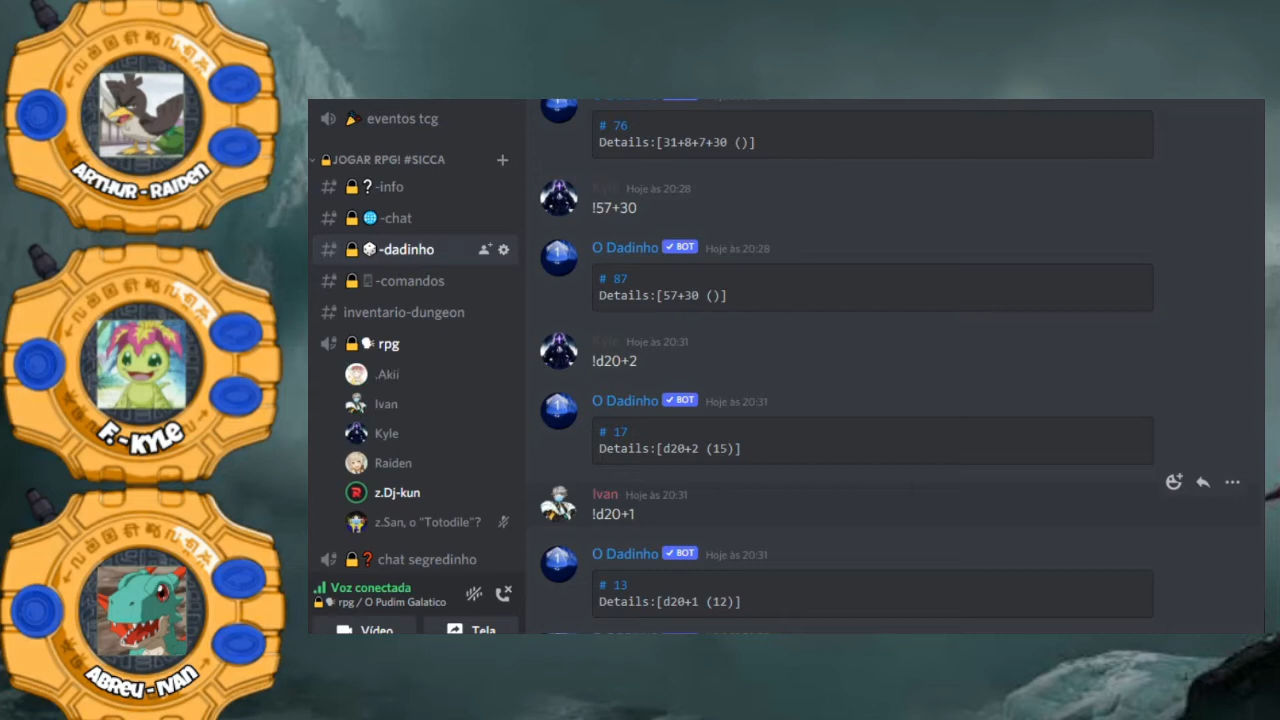 ARTHUR - RAIDEN
F. - KYLE
ABREU - IVAN
eventos tcg
JOGAR RPG! #SICCA
-info
-chat
-dadinho
-comandos
inventario-dungeon
rpg
.Akii
Ivan
Kyle
Raiden
z.Dj-kun
z.San, o "Totodile"?
chat segredinho
Voz conectada
rpg / O Pudim Galatico
Vídeo
Tela
# 76
Details:[31+8+7+30 ()]
Kyle Hoje às 20:28
!57+30
O Dadinho BOT Hoje às 20:28
# 87
Details:[57+30 ()]
Kyle Hoje às 20:31
!d20+2
O Dadinho BOT Hoje às 20:31
# 17
Details:[d20+2 (15)]
Ivan Hoje às 20:31
!d20+1
O Dadinho BOT Hoje às 20:31
# 13
Details:[d20+1 (12)]